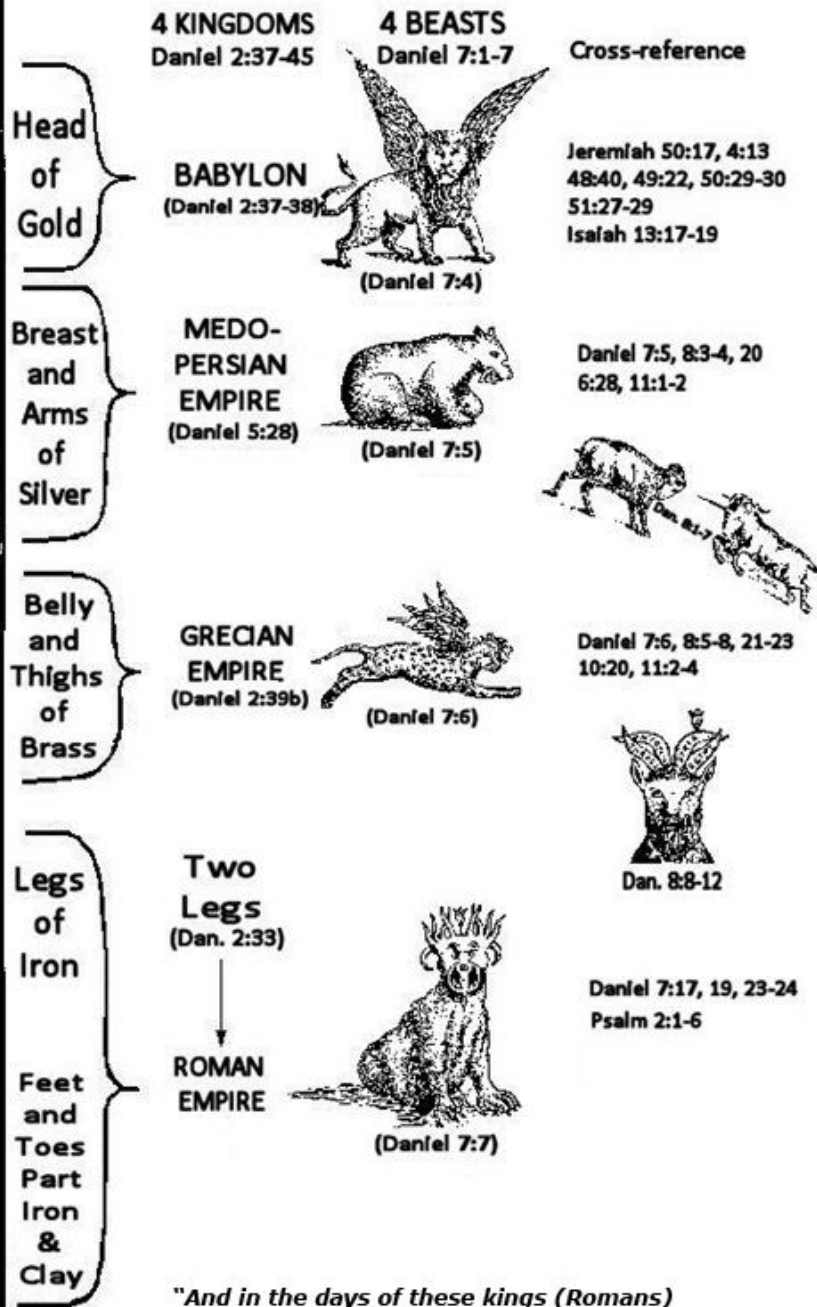 4 KINGDOMS
Daniel 2:37-45
4 BEASTS
Daniel 7:1-7
Cross-reference
Head
of
Gold
BABYLON
(Daniel 2:37-38)
(Daniel 7:4)
Jeremiah 50:17, 4:13
48:40, 49:22, 50:29-30
51:27-29
Isaiah 13:17-19
Breast
and
Arms
of
Silver
MEDO-
PERSIAN
EMPIRE
(Daniel 5:28)
(Daniel 7:5)
Daniel 7:5, 8:3-4, 20
6:28, 11:1-2
Dan. 8:1-7
Belly
and
Thighs
of
Brass
GRECIAN
EMPIRE
(Daniel 2:39b)
(Daniel 7:6)
Daniel 7:6, 8:5-8, 21-23
10:20, 11:2-4
Dan. 8:8-12
Legs
of
Iron
Two
Legs
(Dan. 2:33)
ROMAN
EMPIRE
(Daniel 7:7)
Daniel 7:17, 19, 23-24
Psalm 2:1-6
Feet
and
Toes
Part
Iron
&
Clay
"And in the days of these kings (Romans)